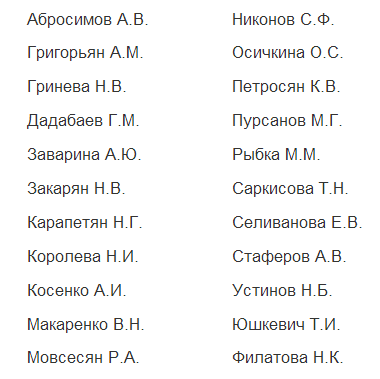 Абросимов А.В.
Григорьян А.М.
Гринева Н.В.
Дадабаев Г.М.
Заварина А.Ю.
Закарян Н.В.
Карапетян Н.Г.
Королева Н.И.
Косенко А.И.
Макаренко В.Н.
Мовсесян Р.А.
Никонов С.Ф.
Осичкина О.С.
Петросян К.В.
Пурсанов М.Г.
Рыбка М.М.
Саркисова Т.Н.
Селиванова Е.В.
Стаферов А.В.
Устинов Н.Б.
Юшкевич Т.И.
Филатова Н.К.